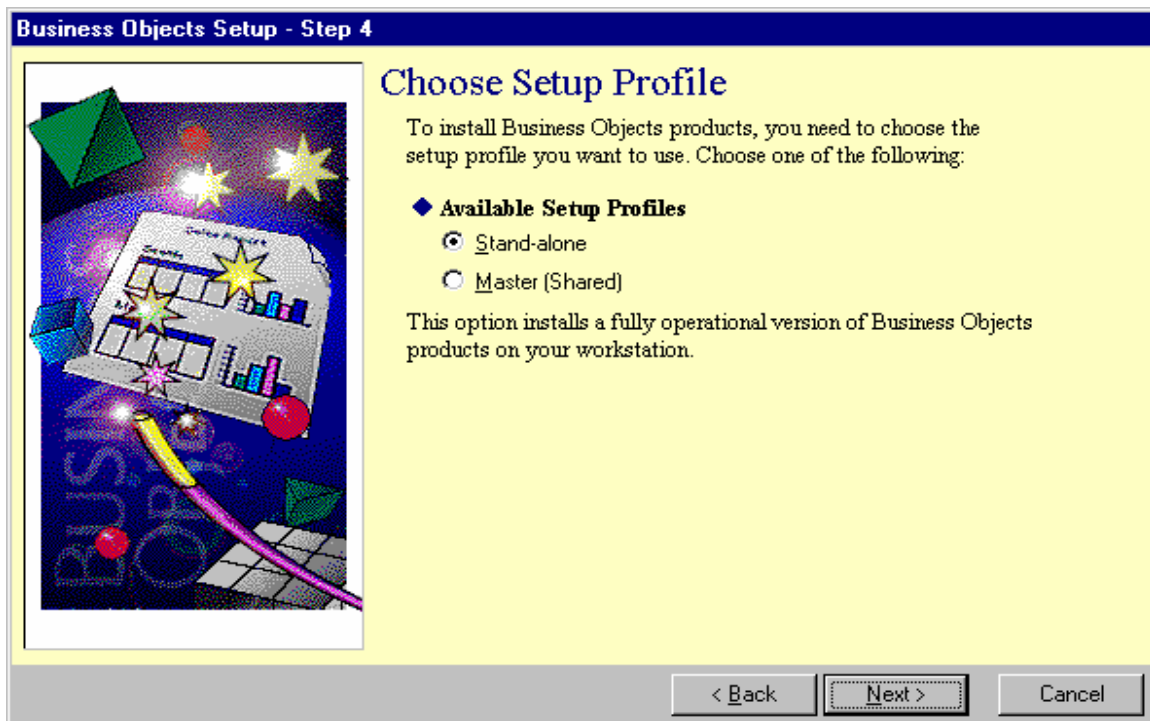 Business Objects Setup - Step 4
Choose Setup Profile
To install Business Objects products, you need to choose the
setup profile you want to use. Choose one of the following:
Available Setup Profiles
Stand-alone
Master (Shared)
This option installs a fully operational version of Business Objects
products on your workstation.
BUSIN
< Back
Next >
Cancel